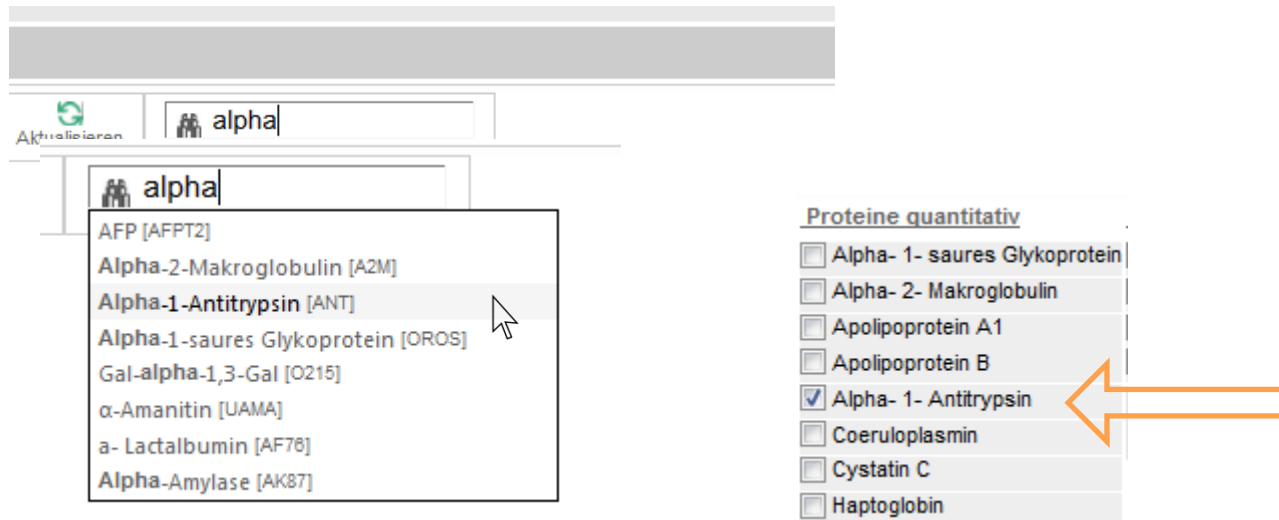 Aktualisieren
alpha
alpha
AFP [AFPT2]
Alpha-2-Makroglobulin [A2M]
Alpha-1-Antitrypsin [ANT]
Alpha-1-saures Glykoprotein [OROS]
Gal-alpha-1,3-Gal [O215]
α-Amanitin [UAMA]
a- Lactalbumin [AF76]
Alpha-Amylase [AK87]
Proteine quantitativ
Alpha- 1- saures Glykoprotein
Alpha- 2- Makroglobulin
Apolipoprotein A1
Apolipoprotein B
Alpha- 1- Antitrypsin
Coeruloplasmin
Cystatin C
Haptoglobin